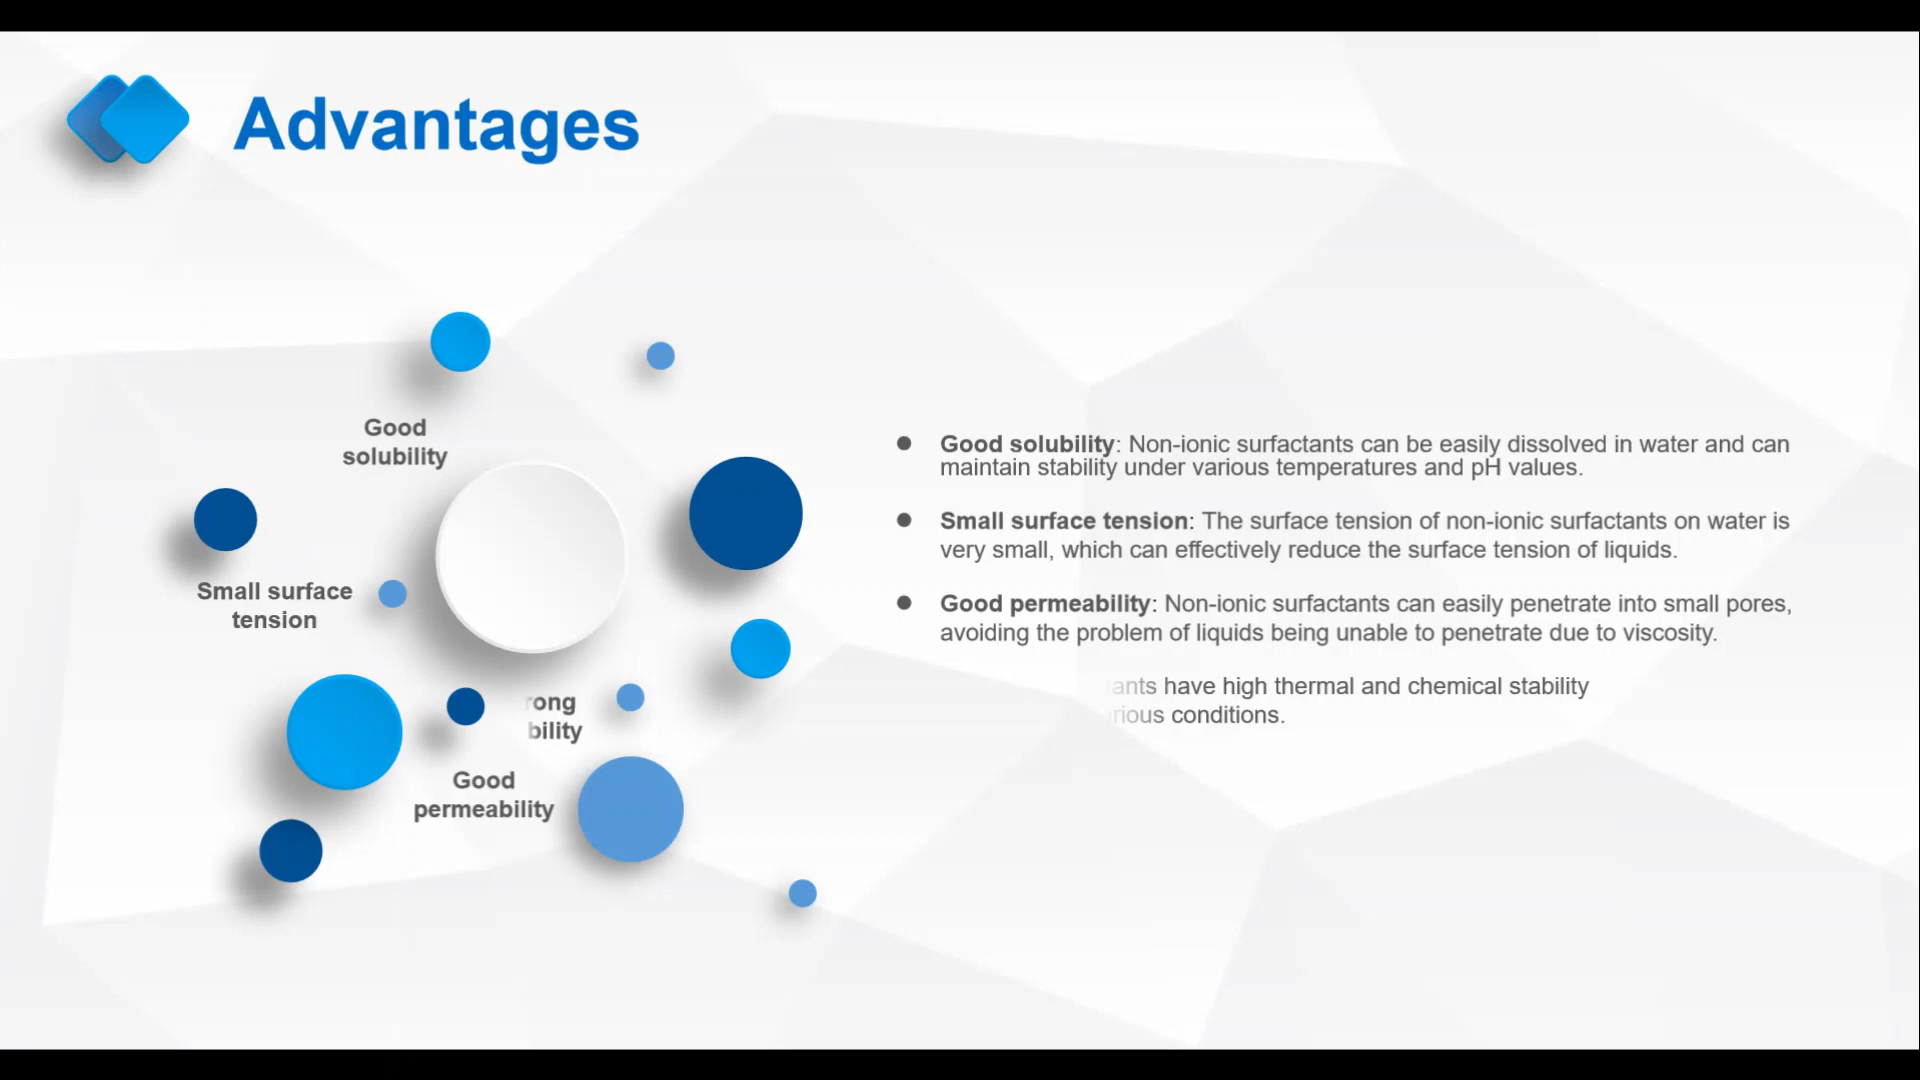 Advantages
Good
solubility
Small surface
tension
Good
permeability
Good solubility: Non-ionic surfactants can be easily dissolved in water and can
maintain stability under various temperatures and pH values.
Small surface tension: The surface tension of non-ionic surfactants on water is
very small, which can effectively reduce the surface tension of liquids.
Good permeability: Non-ionic surfactants can easily penetrate into small pores,
avoiding the problem of liquids being unable to penetrate due to viscosity.
have high thermal and chemical stability
conditions.